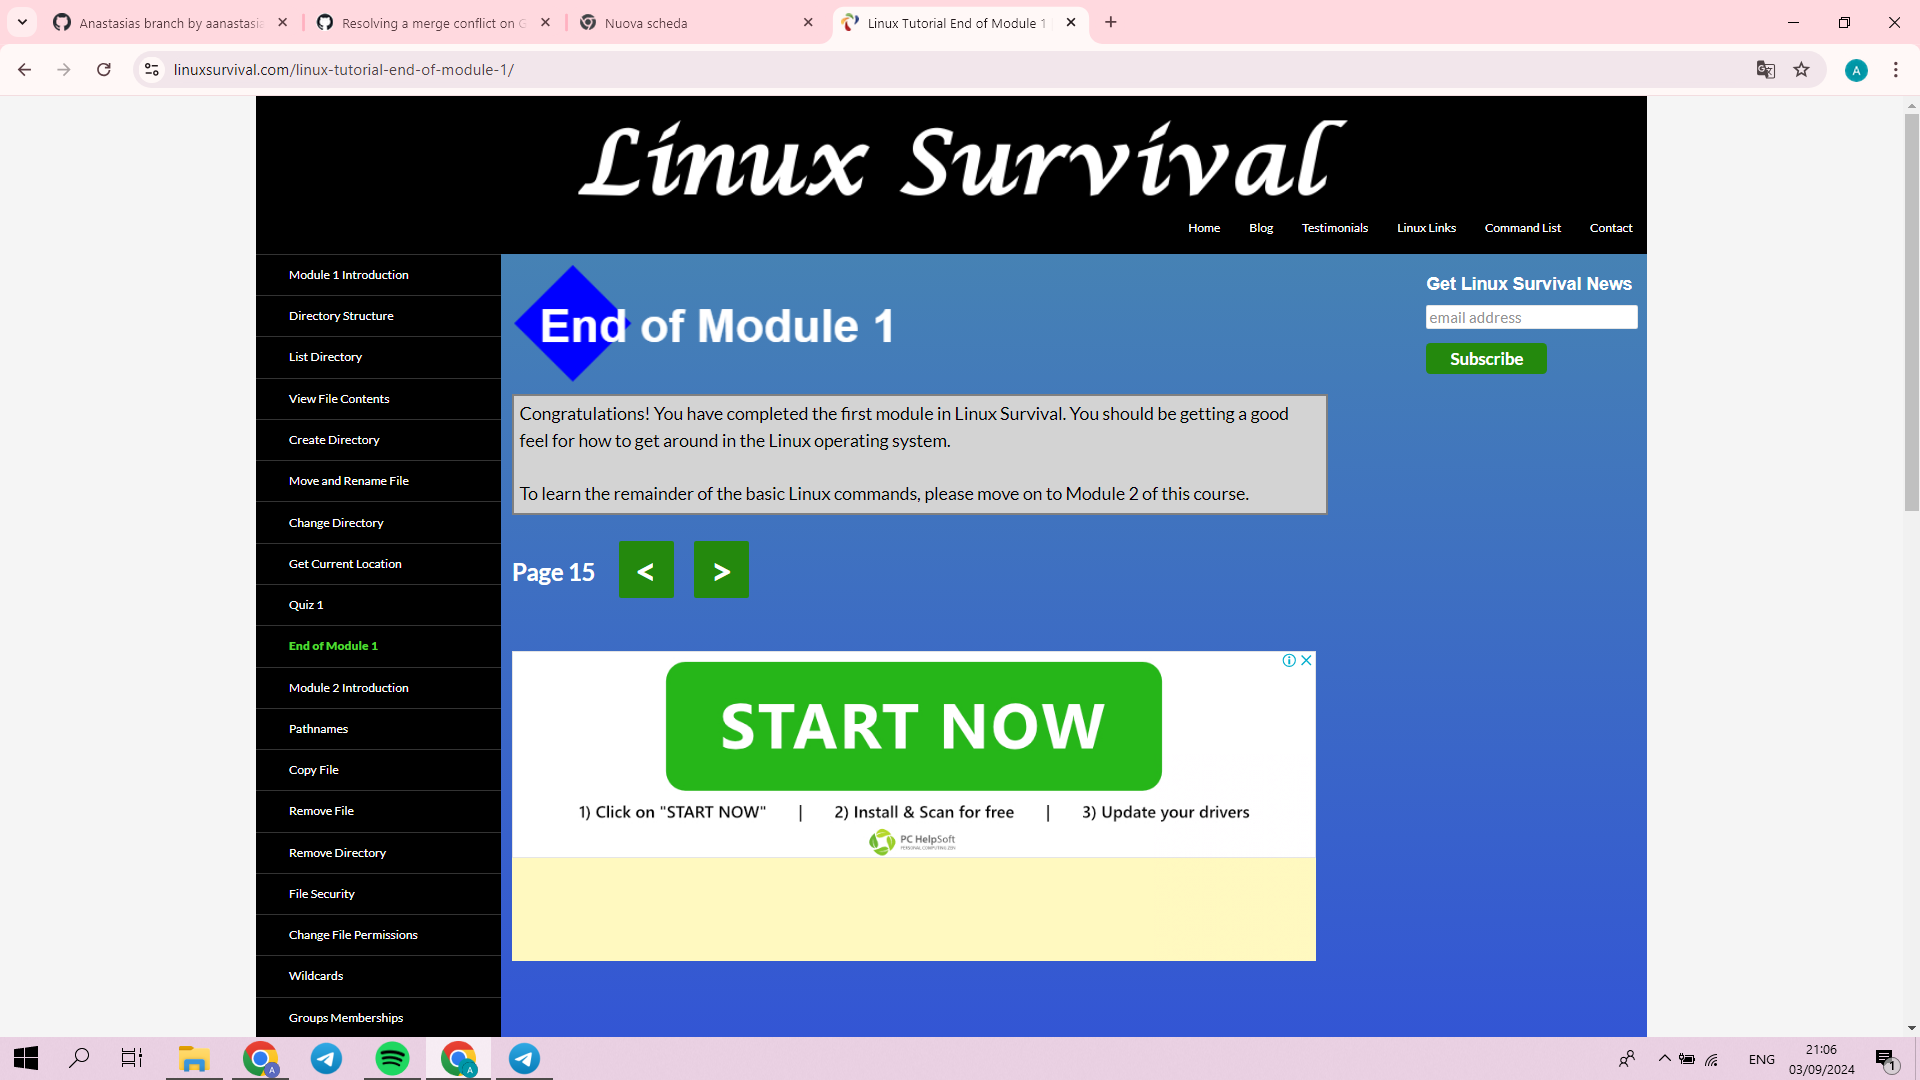 Anastasias branch by aanastasia
Resolving a merge conflict on G
Nuova scheda
Linux Tutorial End of Module 1
linuxsurvival.com/linux-tutorial-end-of-module-1/
A
Linux Survival
Home
Blog
Testimonials
Linux Links
Command List
Contact
Module 1 Introduction
Directory Structure
List Directory
View File Contents
Create Directory
Move and Rename File
Change Directory
Get Current Location
Quiz 1
End of Module 1
Module 2 Introduction
Pathnames
Copy File
Remove File
Remove Directory
File Security
Change File Permissions
Wildcards
Groups Memberships
End of Module 1
Congratulations! You have completed the first module in Linux Survival. You should be getting a good
feel for how to get around in the Linux operating system.
To learn the remainder of the basic Linux commands, please move on to Module 2 of this course.
Page 15
<
>
START NOW
1) Click on "START NOW" | 2) Install & Scan for free | 3) Update your drivers
PC HelpSoft
PERSONAL COMPUTING ZEN
Get Linux Survival News
email address
Subscribe
A
A
ENG
21:06
03/09/2024
1